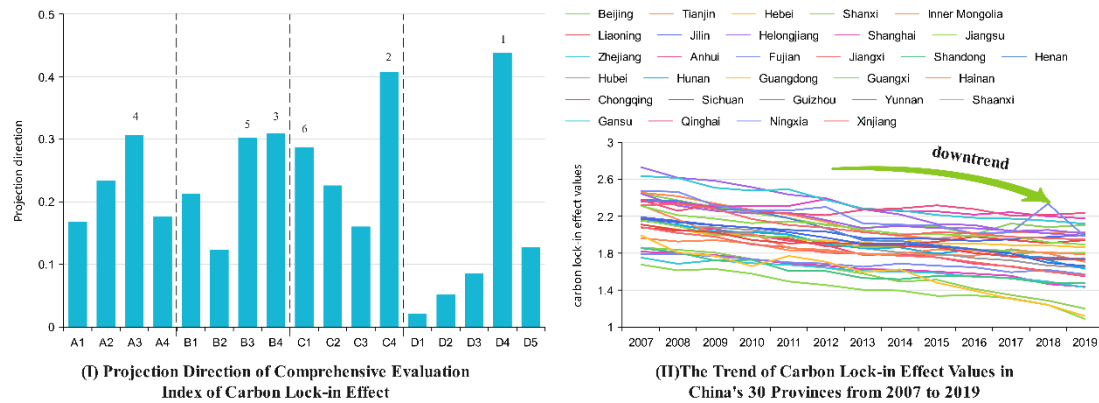 Projection direction
0.5
0.4
0.3
0.2
0.1
0
4
5
3
6
2
1
A1 A2 A3 A4 B1 B2 B3 B4 C1 C2 C3 C4 D1 D2 D3 D4 D5
(I) Projection Direction of Comprehensive Evaluation
Index of Carbon Lock-in Effect
Beijing Tianjin Hebei Shanxi Inner Mongolia
Liaoning Jilin Helongjiang Shanghai Jiangsu
Zhejiang Anhui Fujian Jiangxi Shandong Henan
Hubei Hunan Guangdong Guangxi Hainan
Chongqing Sichuan Guizhou Yunnan Shaanxi
Gansu Qinghai Ningxia Xinjiang
carbon lock-in effect values
3
2.6
2.2
1.8
1.4
1
downtrend
2007 2008 2009 2010 2011 2012 2013 2014 2015 2016 2017 2018 2019
(II)The Trend of Carbon Lock-in Effect Values in
China's 30 Provinces from 2007 to 2019